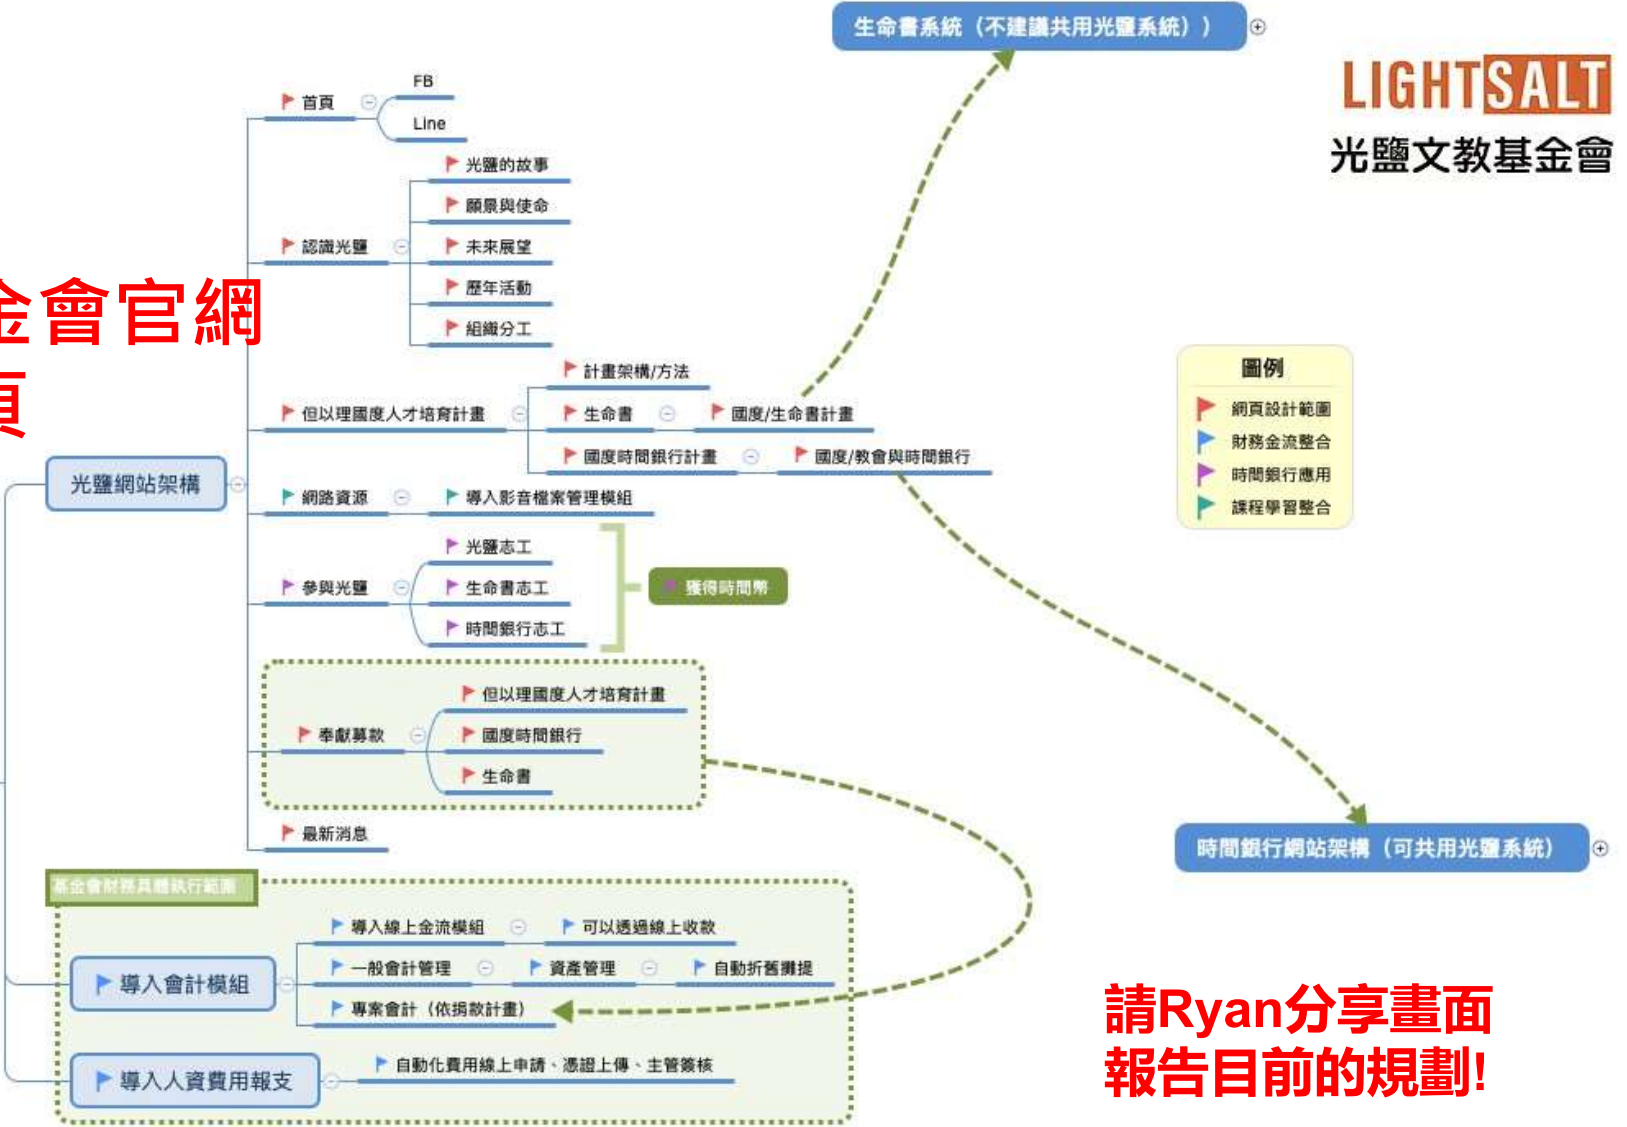 生命書系統（不建議共用光鹽系統））
LIGHTSALT
光鹽文教基金會
首頁
FB
Line
認識光鹽
光鹽的故事
願景與使命
未來展望
歷年活動
組織分工
金會官網
頁
但以理國度人才培育計畫
計畫架構/方法
生命書
國度/生命書計畫
國度時間銀行計畫
國度/教會與時間銀行
圖例
網頁設計範圍
財務金流整合
時間銀行應用
課程學習整合
光鹽網站架構
網路資源
導入影音檔案管理模組
參與光鹽
光鹽志工
生命書志工
時間銀行志工
獲得時間幣
奉獻募款
但以理國度人才培育計畫
國度時間銀行
生命書
最新消息
時間銀行網站架構（可共用光鹽系統）
基金會財務具體執行範圍
導入會計模組
導入線上金流模組
可以透過線上收款
一般會計管理
資產管理
自動折舊攤提
專案會計（依捐款計畫）
導入人資費用報支
自動化費用線上申請、憑證上傳、主管簽核
請Ryan分享畫面
報告目前的規劃!